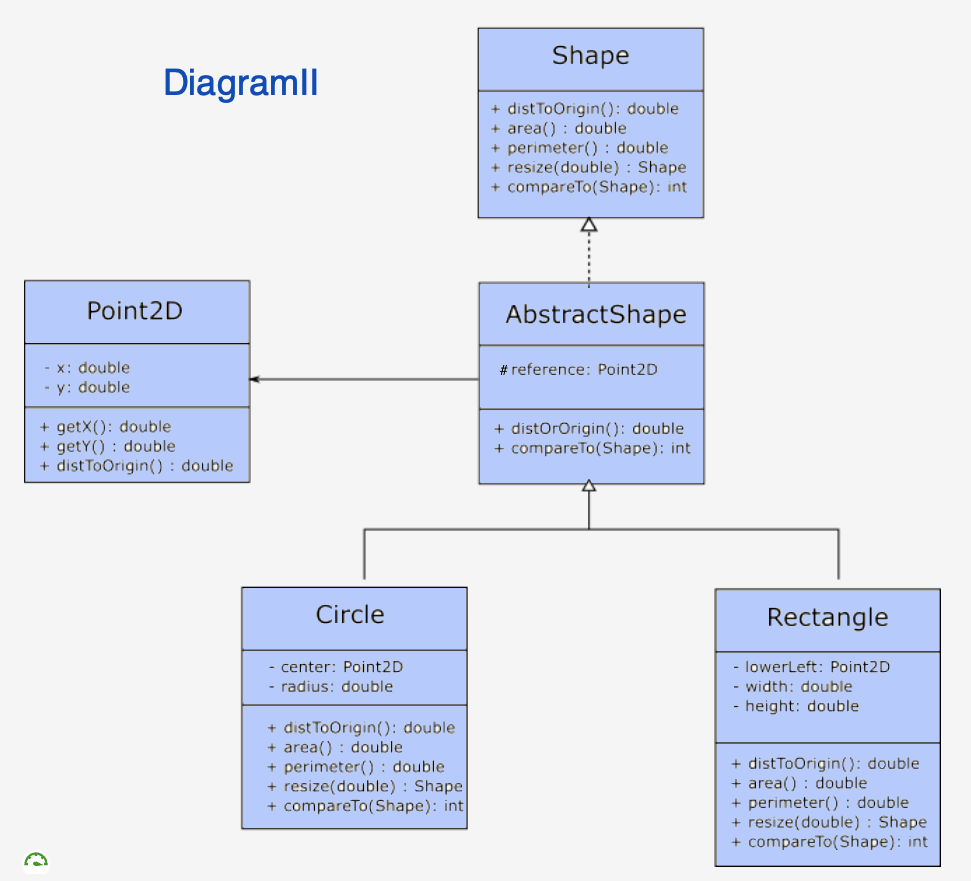 DiagramII
Shape
+ distToOrigin(): double
+ area() : double
+ perimeter() : double
+ resize(double) : Shape
+ compareTo(Shape): int
Point2D
- x: double
- y: double
+ getX(): double
+ getY() : double
+ distToOrigin() : double
AbstractShape
# reference: Point2D
+ distOrOrigin(): double
+ compareTo(Shape): int
Circle
- center: Point2D
- radius: double
+ distToOrigin(): double
+ area() : double
+ perimeter() : double
+ resize(double) : Shape
+ compareTo(Shape): int
Rectangle
- lowerLeft: Point2D
- width: double
- height: double
+ distToOrigin(): double
+ area() : double
+ perimeter() : double
+ resize(double) : Shape
+ compareTo(Shape): int